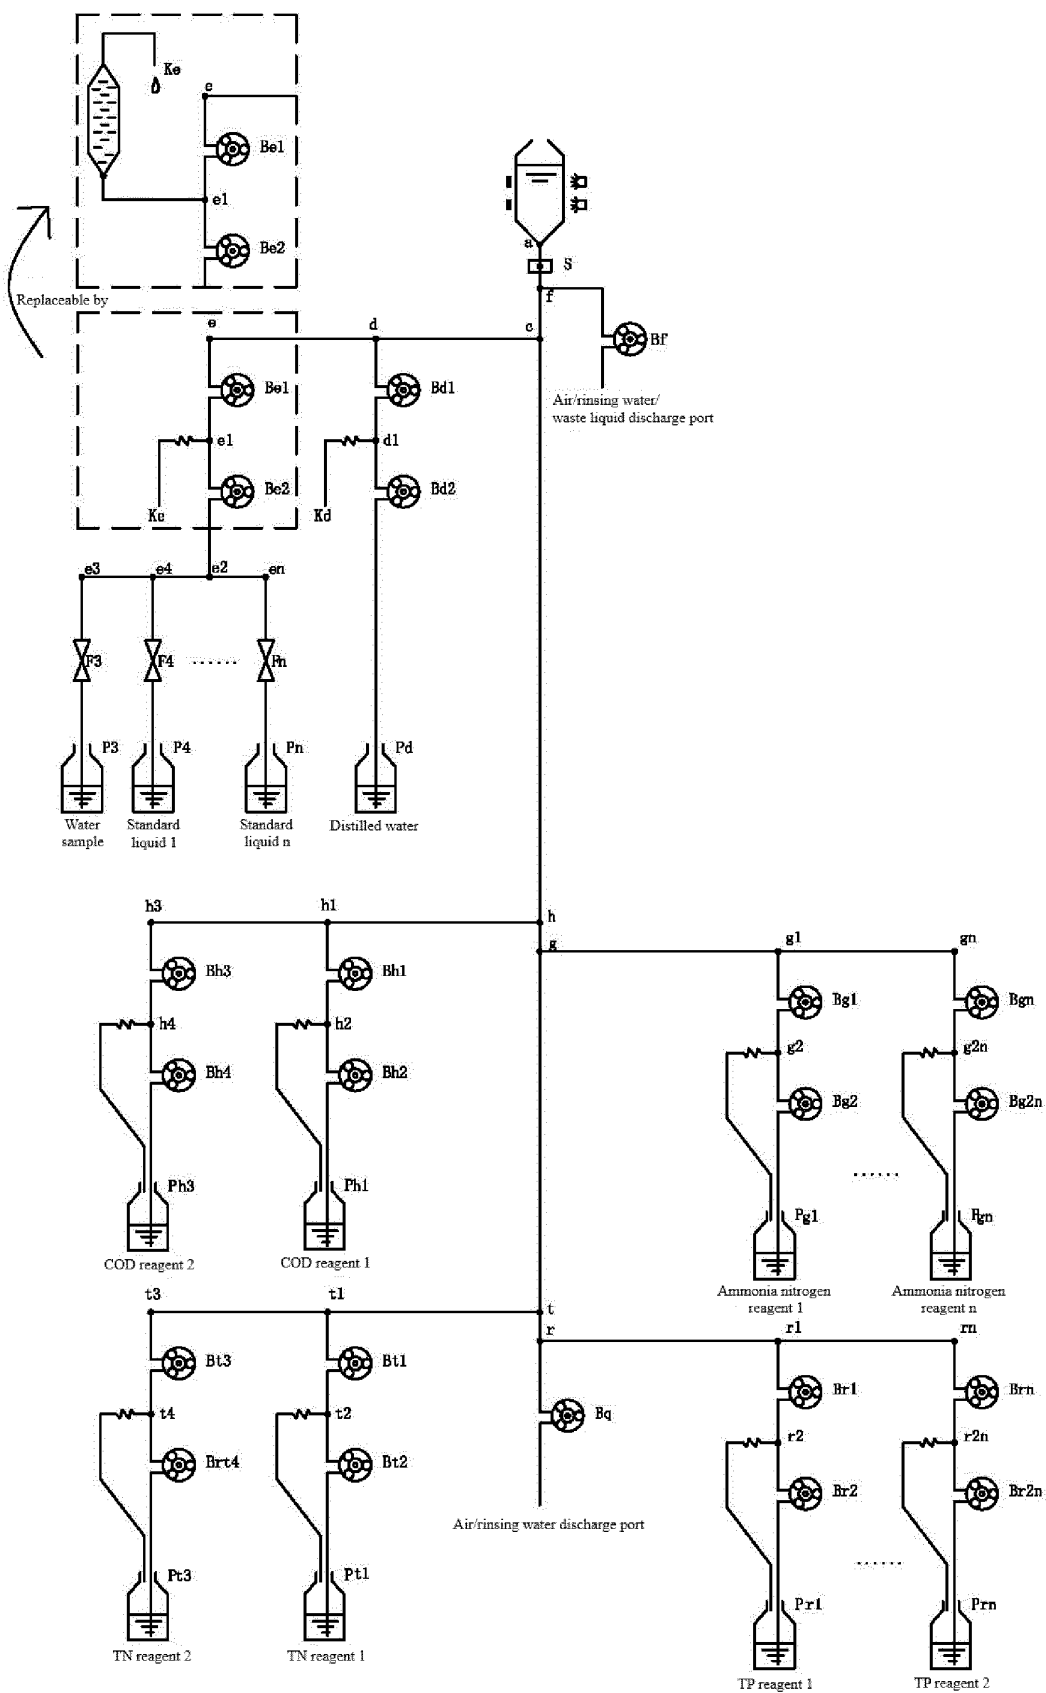 Ke
e
Be1
e1
Be2
Replaceable by
a
S
f
Bf
Air/rinsing water/
waste liquid discharge port
e
d
c
Be1
Bd1
e1
d1
Be2
Bd2
Ke
Kd
e3
e4
e2
en
F3
F4
......
Fn
P3
P4
Pn
Pd
Water
sample
Standard
liquid 1
Standard
liquid n
Distilled water
h3
h1
h
g
g1
gn
Bh3
Bh1
Bg1
Bgn
h4
h2
g2
g2n
Bh4
Bh2
Bg2
Bg2n
......
Ph3
Ph1
Pg1
Pgn
COD reagent 2
COD reagent 1
Ammonia nitrogen
reagent 1
Ammonia nitrogen
reagent n
t3
t1
t
r
r1
rn
Bt3
Bt1
Br1
Brn
Bq
t4
t2
r2
r2n
Brt4
Bt2
Br2
Br2n
Air/rinsing water discharge port
......
Pt3
Pt1
Pr1
Prn
TN reagent 2
TN reagent 1
TP reagent 1
TP reagent 2